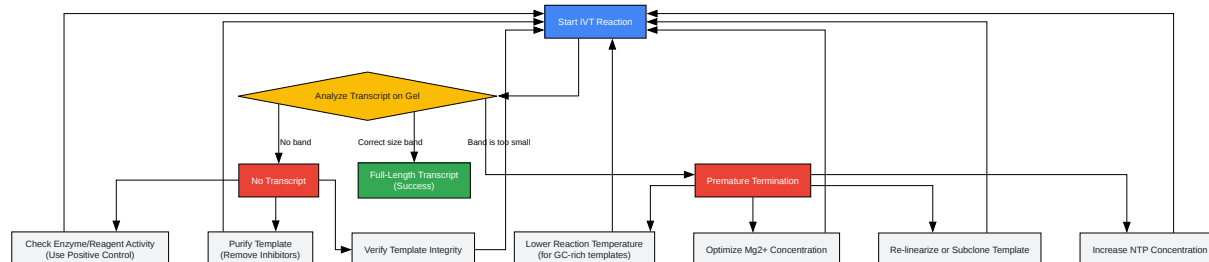 Start IVT Reaction
Analyze Transcript on Gel
No band
Correct size band
Band is too small
No Transcript
Full-Length Transcript
(Success)
Premature Termination
Check Enzyme/Reagent Activity
(Use Positive Control)
Purify Template
(Remove Inhibitors)
Verify Template Integrity
Lower Reaction Temperature
(for GC-rich templates)
Optimize Mg2+ Concentration
Re-linearize or Subclone Template
Increase NTP Concentration